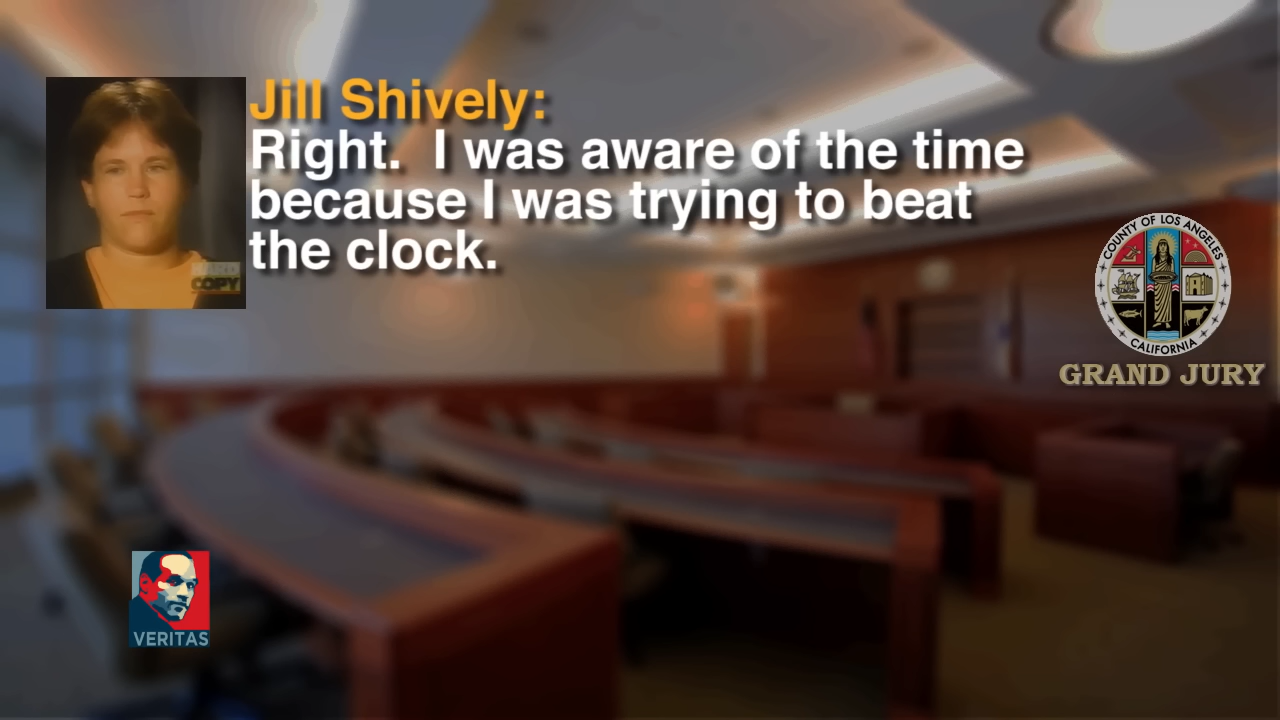 Jill Shively:
Right.  I was aware of the time
because I was trying to beat
the clock.
COPY
COUNTY OF LOS ANGELES
CALIFORNIA
GRAND JURY
VERITAS